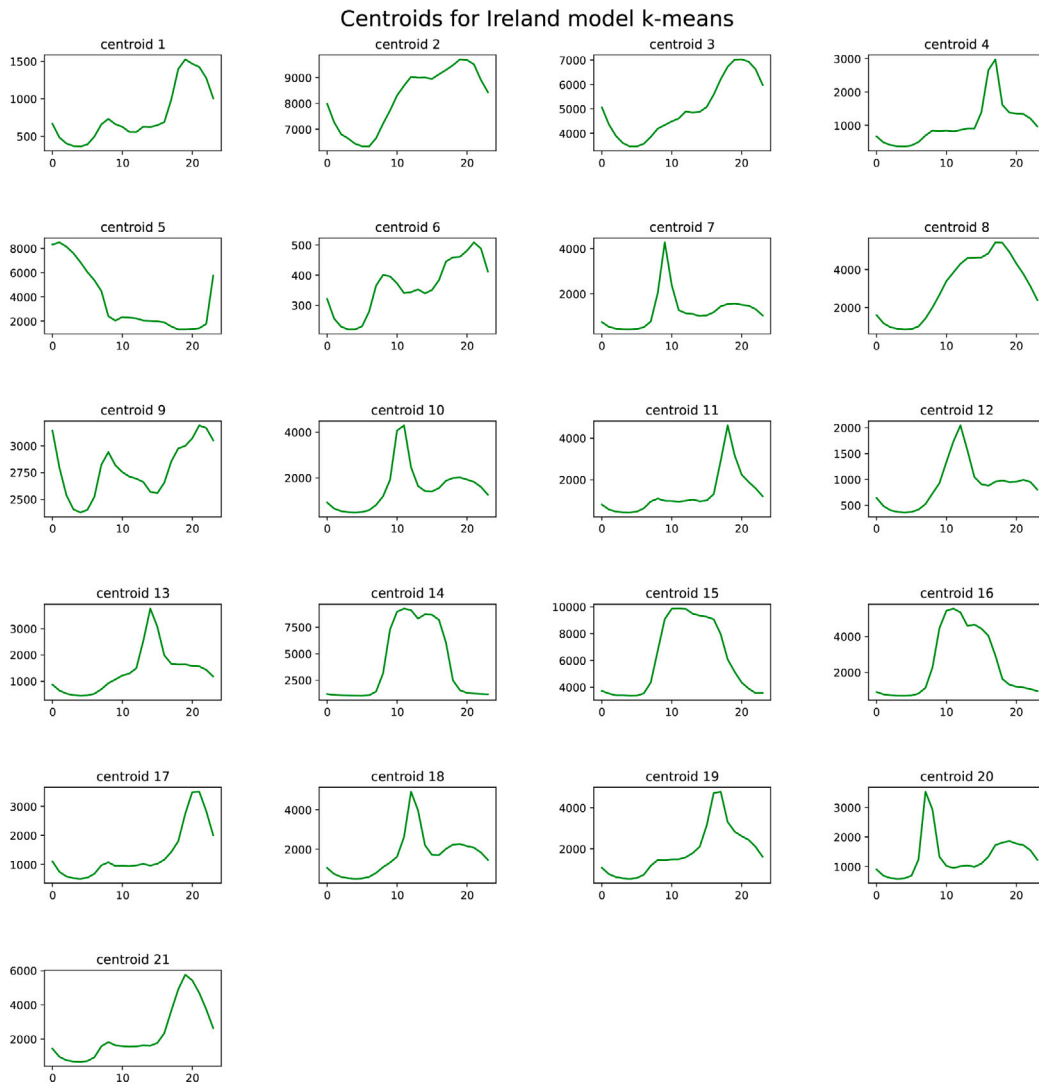 Centroids for Ireland model k-means
centroid 1
centroid 2
centroid 3
centroid 4
1500
1000
500
0 10 20
9000
8000
7000
0 10 20
7000
6000
5000
4000
0 10 20
3000
2000
1000
0 10 20
centroid 5
centroid 6
centroid 7
centroid 8
8000
6000
4000
2000
0 10 20
500
400
300
0 10 20
4000
2000
0 10 20
4000
2000
0 10 20
centroid 9
centroid 10
centroid 11
centroid 12
3000
2750
2500
0 10 20
4000
2000
0 10 20
4000
2000
0 10 20
2000
1500
1000
500
0 10 20
centroid 13
centroid 14
centroid 15
centroid 16
3000
2000
1000
0 10 20
7500
5000
2500
0 10 20
10000
8000
6000
4000
0 10 20
4000
2000
0 10 20
centroid 17
centroid 18
centroid 19
centroid 20
3000
2000
1000
0 10 20
4000
2000
0 10 20
4000
2000
0 10 20
3000
2000
1000
0 10 20
centroid 21
6000
4000
2000
0 10 20